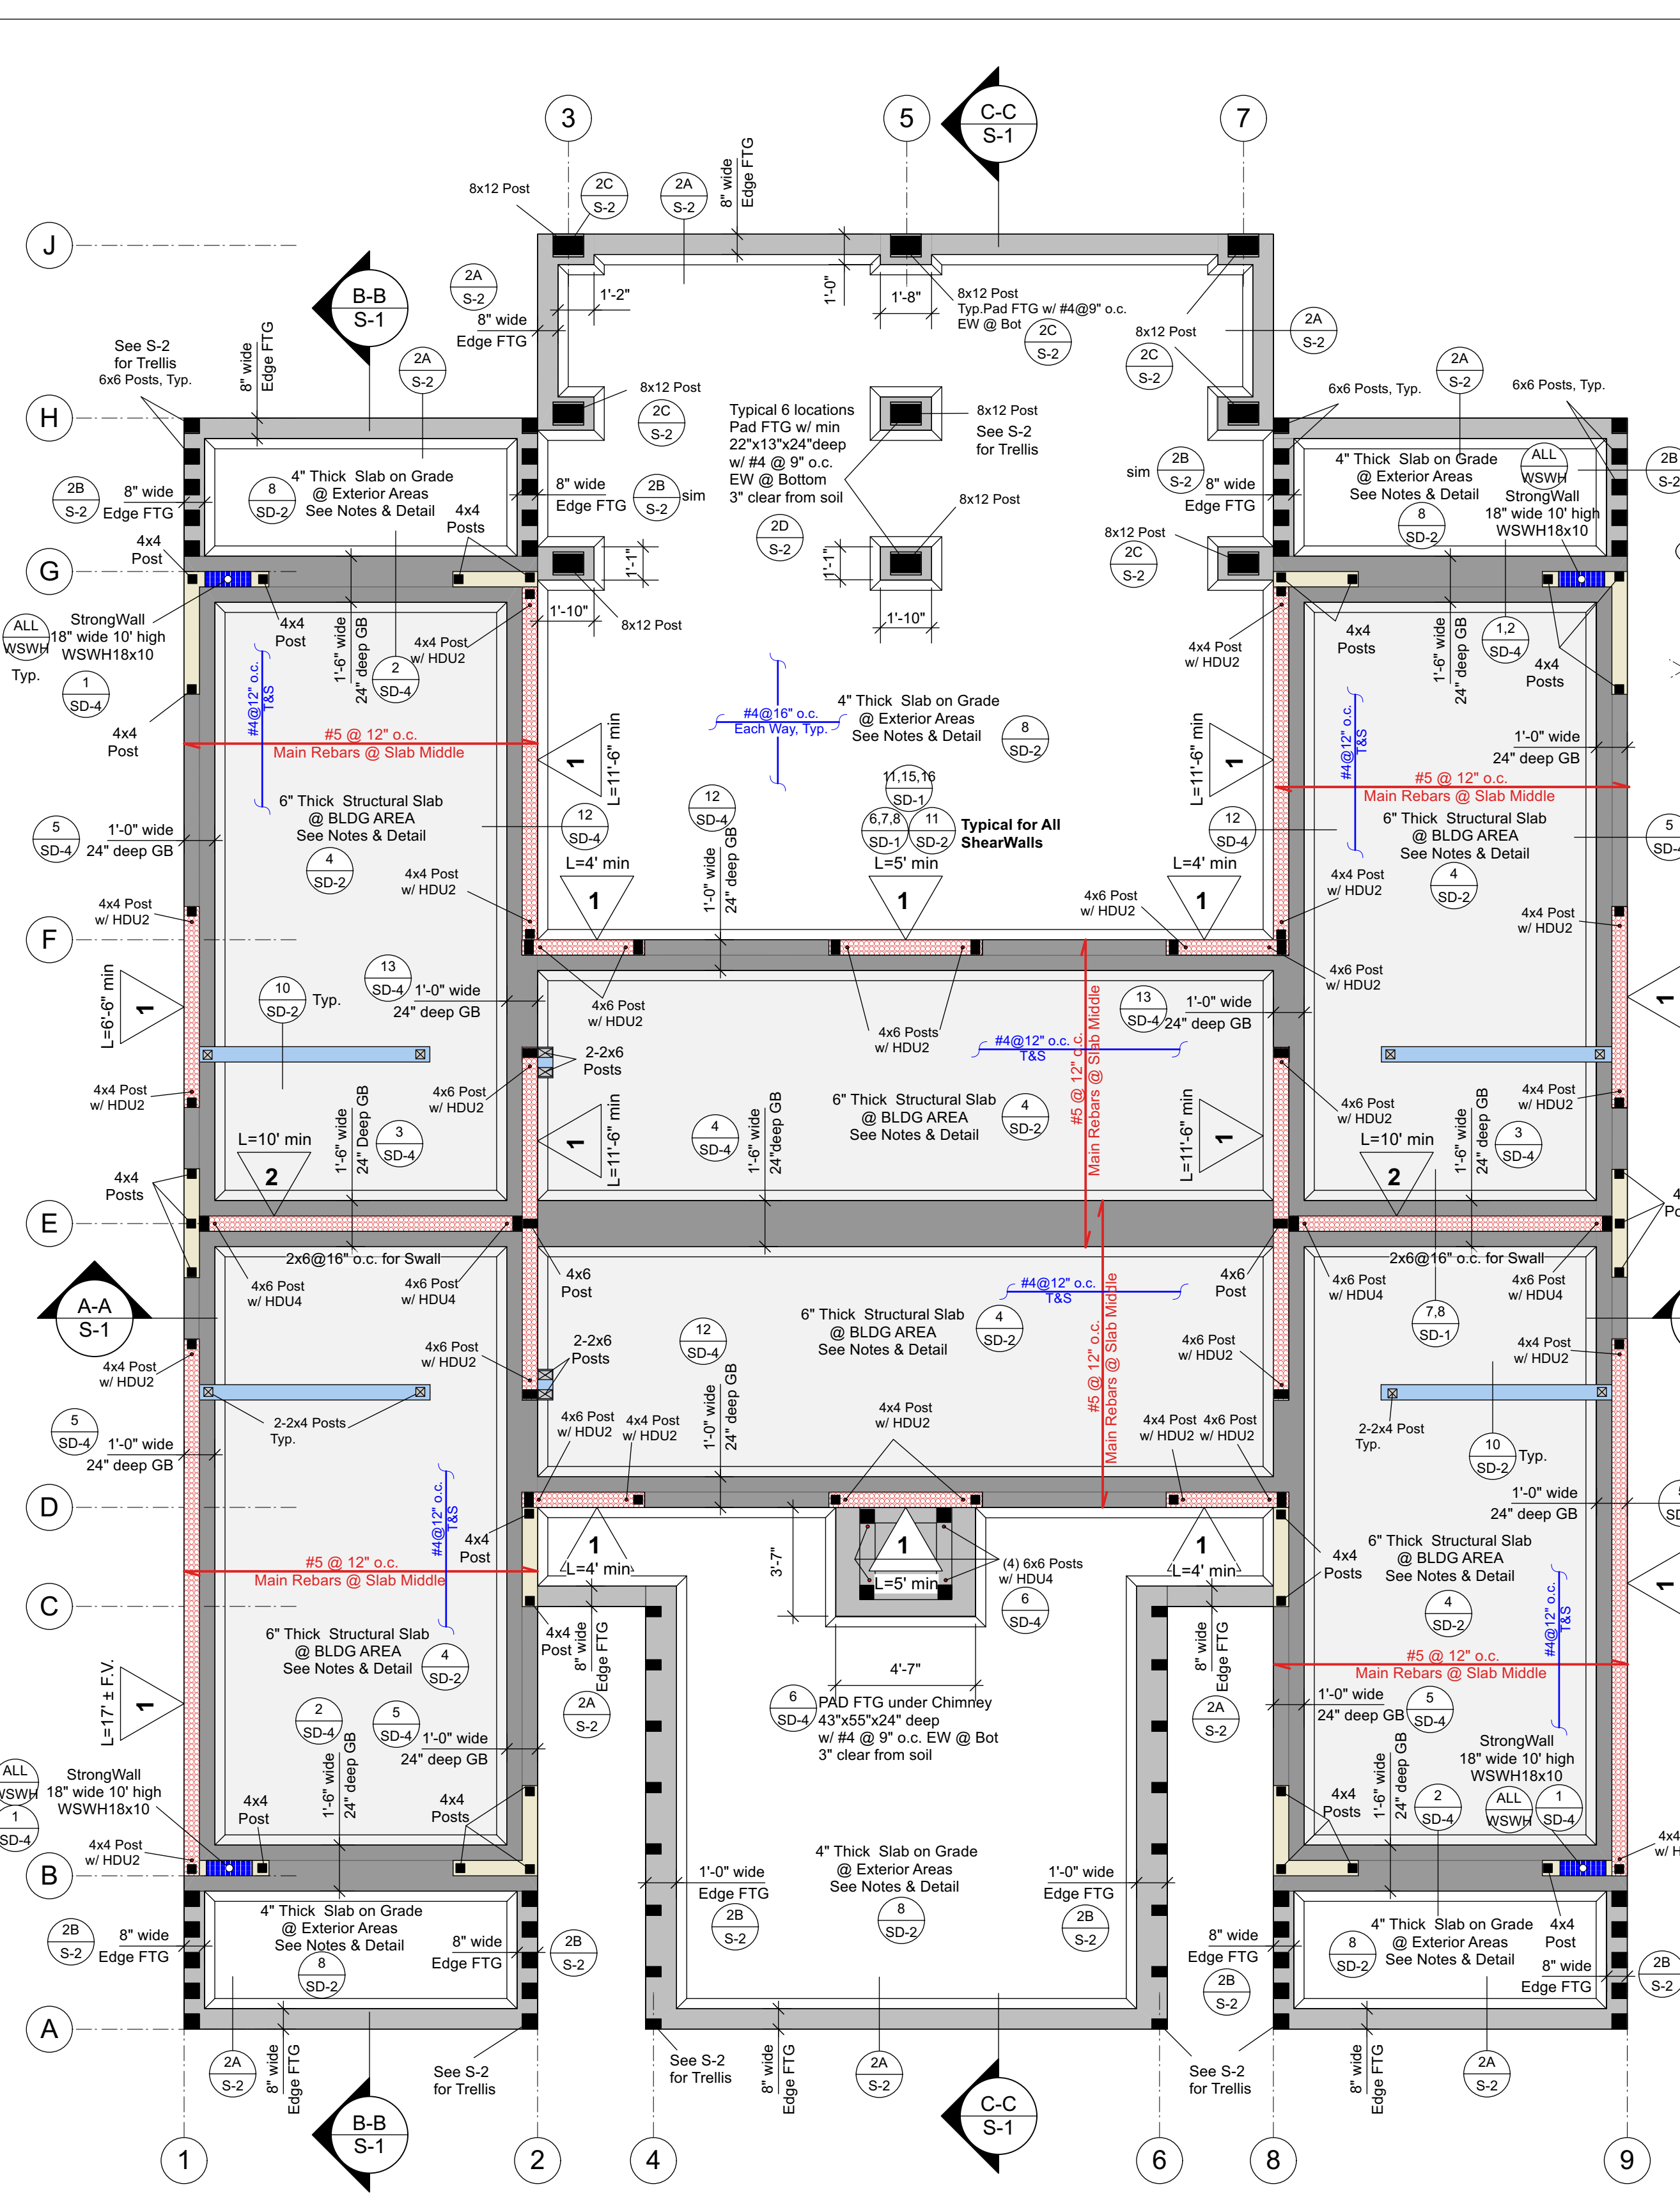 3
5
7
C-C
S-1
J
8x12 Post
2C
S-2
2A
S-2
8" wide
Edge FTG
B-B
S-1
2A
S-2
8" wide
Edge FTG
1'-2"
1'-0"
1'-8"
8x12 Post
Typ.Pad FTG w/ #4@9" o.c.
EW @ Bot
2C
S-2
8x12 Post
2C
S-2
2A
S-2
See S-2
for Trellis
6x6 Posts, Typ.
8" wide
Edge FTG
2A
S-2
H
8x12 Post
2C
S-2
Typical 6 locations
Pad FTG w/ min
22"x13"x24"deep
w/ #4 @ 9" o.c.
EW @ Bottom
3" clear from soil
2D
S-2
8x12 Post
See S-2
for Trellis
8x12 Post
6x6 Posts, Typ.
2A
S-2
6x6 Posts, Typ.
2B
S-2
8" wide
Edge FTG
8
SD-2
4" Thick Slab on Grade
@ Exterior Areas
See Notes & Detail
4x4
Posts
8" wide
Edge FTG
2B
S-2
sim
sim
2B
S-2
8" wide
Edge FTG
4" Thick Slab on Grade
@ Exterior Areas
See Notes & Detail
8
SD-2
ALL
WSWH
StrongWall
18" wide 10' high
WSWH18x10
2B
S-2
4x4
Post
G
1'-1"
1'-10"
8x12 Post
1'-1"
1'-10"
8x12 Post
2C
S-2
ALL
WSWH
Typ.
StrongWall
18" wide 10' high
WSWH18x10
1
SD-4
4x4
Post
4x4
Post
1'-6" wide
24" deep GB
2
SD-4
4x4 Post
w/ HDU2
#4@12" o.c.
T&S
#5 @ 12" o.c.
Main Rebars @ Slab Middle
1
L=11'-6" min
#4@16" o.c.
Each Way, Typ.
4" Thick Slab on Grade
@ Exterior Areas
See Notes & Detail
8
SD-2
4x4 Post
w/ HDU2
1
L=11'-6" min
4x4
Posts
1'-6" wide
24" deep GB
1,2
SD-4
4x4
Posts
#4@12" o.c.
T&S
1'-0" wide
24" deep GB
#5 @ 12" o.c.
Main Rebars @ Slab Middle
6" Thick Structural Slab
@ BLDG AREA
See Notes & Detail
4
SD-2
5
SD-4
1'-0" wide
24" deep GB
12
SD-4
12
SD-4
1'-0" wide
24" deep GB
11,15,16
SD-1
6,7,8
SD-1
11
SD-2
Typical for All
ShearWalls
12
SD-4
6" Thick Structural Slab
@ BLDG AREA
See Notes & Detail
4
SD-2
5
4x4 Post
w/ HDU2
4x4 Post
w/ HDU2
L=4' min
1
L=5' min
1
L=4' min
1
4x6 Post
w/ HDU2
4x4 Post
w/ HDU2
4x4 Post
w/ HDU2
F
1
L=6'-6" min
10
SD-2
Typ.
13
SD-4
1'-0" wide
24" deep GB
4x6 Post
w/ HDU2
4x6 Posts
w/ HDU2
#4@12" o.c.
T&S
#5 @ 12" o.c.
Main Rebars @ Slab Middle
13
SD-4
1'-0" wide
24" deep GB
4x6 Post
w/ HDU2
1
2-2x6
Posts
4x4 Post
w/ HDU2
4x6 Post
w/ HDU2
3
SD-4
1'-6" wide
24" Deep GB
L=10' min
2
1
L=11'-6" min
4
SD-4
1'-6" wide
24"deep GB
6" Thick Structural Slab
@ BLDG AREA
See Notes & Detail
4
SD-2
1
L=11'-6" min
4x6 Post
w/ HDU2
4x4 Post
w/ HDU2
L=10' min
2
1'-6" wide
24" deep GB
3
SD-4
4x4
Posts
E
2x6@16" o.c. for Swall
4x6 Post
w/ HDU4
4x6 Post
w/ HDU4
4x6
Post
#4@12" o.c.
T&S
4x6
Post
2x6@16" o.c. for Swall
4x6 Post
w/ HDU4
4x6 Post
w/ HDU4
A-A
S-1
4x4 Post
w/ HDU2
4x6 Post
w/ HDU2
2-2x6
Posts
12
SD-4
6" Thick Structural Slab
@ BLDG AREA
See Notes & Detail
4
SD-2
#5 @ 12" o.c.
Main Rebars @ Slab Middle
4x6 Post
w/ HDU2
7,8
SD-1
4x4 Post
w/ HDU2
5
SD-4
1'-0" wide
24" deep GB
2-2x4 Posts
Typ.
4x6 Post
w/ HDU2
4x4 Post
w/ HDU2
1'-0" wide
24" deep GB
4x4 Post
w/ HDU2
4x4 Post
w/ HDU2
4x6 Post
w/ HDU2
2-2x4 Post
Typ.
10
SD-2
Typ.
D
#4@12" o.c.
T&S
4x4
Post
#5 @ 12" o.c.
Main Rebars @ Slab Middle
1
L=4' min
3'-7"
1
L=5' min
(4) 6x6 Posts
w/ HDU4
6
SD-4
1
L=4' min
4x4
Posts
1'-0" wide
24" deep GB
6" Thick Structural Slab
@ BLDG AREA
See Notes & Detail
4
SD-2
#4@12" o.c.
T&S
1
C
6" Thick Structural Slab
@ BLDG AREA
See Notes & Detail
4
SD-2
4x4
Post
8" wide
Edge FTG
4'-7"
6
SD-4
PAD FTG under Chimney
43"x55"x24" deep
w/ #4 @ 9" o.c. EW @ Bot
3" clear from soil
8" wide
Edge FTG
#5 @ 12" o.c.
Main Rebars @ Slab Middle
1
L=17' ± F.V.
2
SD-4
5
SD-4
1'-0" wide
24" deep GB
2A
S-2
2A
S-2
1'-0" wide
24" deep GB
5
SD-4
ALL
WSWH
1
SD-4
StrongWall
18" wide 10' high
WSWH18x10
4x4
Post
1'-6" wide
24" deep GB
4x4
Posts
4x4
Posts
1'-6" wide
24" deep GB
2
SD-4
StrongWall
18" wide 10' high
WSWH18x10
ALL
WSWH
1
SD-4
4x4 Post
w/ HDU2
B
4" Thick Slab on Grade
@ Exterior Areas
See Notes & Detail
8
SD-2
1'-0" wide
Edge FTG
2B
S-2
1'-0" wide
Edge FTG
2B
S-2
2B
S-2
8" wide
Edge FTG
4" Thick Slab on Grade
@ Exterior Areas
See Notes & Detail
8
SD-2
8" wide
Edge FTG
2B
S-2
8" wide
Edge FTG
2B
S-2
8
SD-2
4" Thick Slab on Grade
@ Exterior Areas
See Notes & Detail
4x4
Post
8" wide
Edge FTG
2B
S-2
A
2A
S-2
8" wide
Edge FTG
See S-2
for Trellis
See S-2
for Trellis
8" wide
Edge FTG
2A
S-2
See S-2
for Trellis
8" wide
Edge FTG
2A
S-2
B-B
S-1
C-C
S-1
1
2
4
6
8
9